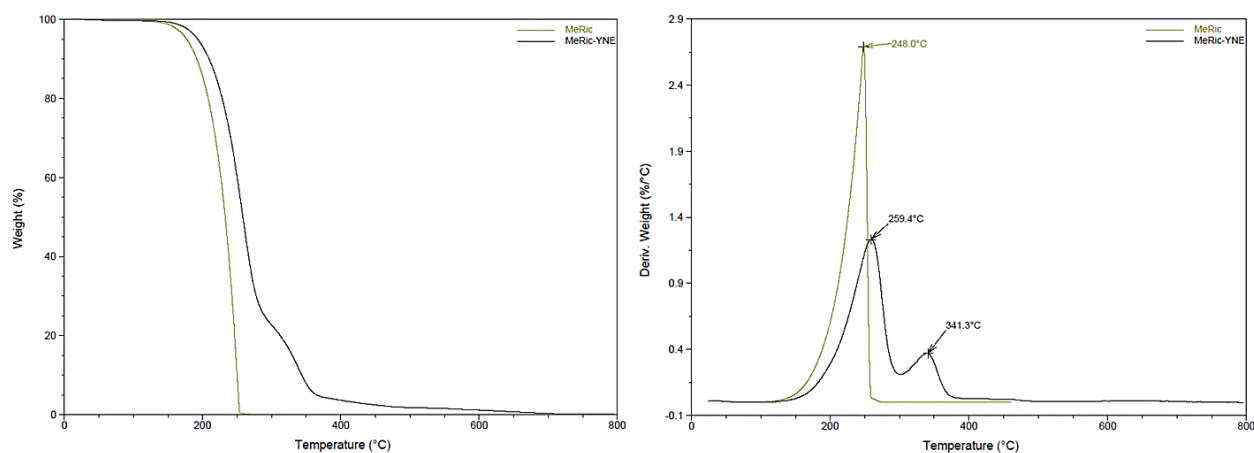 MeRic
MeRic-YNE
100
80
60
40
20
0
Weight (%)
0
200
400
600
800
Temperature (°C)
MeRic
MeRic-YNE
2.9
2.4
1.9
1.4
0.9
0.4
-0.1
Deriv. Weight (%/°C)
248.0°C
259.4°C
341.3°C
0
200
400
600
800
Temperature (°C)